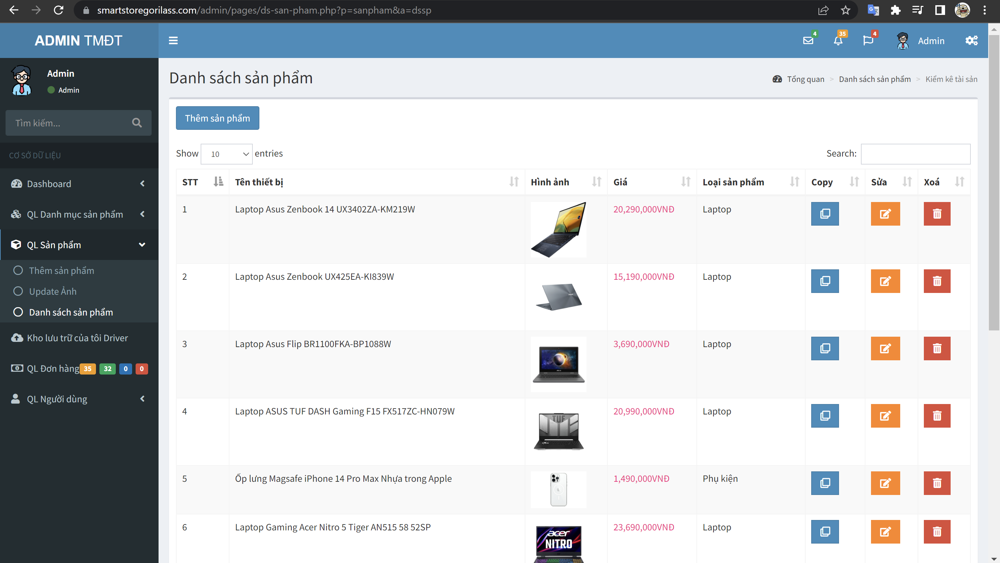 smartstoregorilass.com/admin/pages/ds-san-pham.php?p=sanpham&a=dssp
ADMIN TMĐT
4
35
4
Admin
Admin
Admin
Tìm kiếm...
CƠ SỞ DỮ LIỆU
Dashboard
QL Danh mục sản phẩm
QL Sản phẩm
Thêm sản phẩm
Update Ảnh
Danh sách sản phẩm
Kho lưu trữ của tôi Driver
QL Đơn hàng 35 32 0 0
QL Người dùng
Danh sách sản phẩm
Tổng quan > Danh sách sản phẩm > Kiểm kê tài sản
Thêm sản phẩm
Show 10 entries
Search:
STT Tên thiết bị Hình ảnh Giá Loại sản phẩm Copy Sửa Xoá
1 Laptop Asus Zenbook 14 UX3402ZA-KM219W 20,290,000VNĐ Laptop
2 Laptop Asus Zenbook UX425EA-KI839W 15,190,000VNĐ Laptop
3 Laptop Asus Flip BR1100FKA-BP1088W 3,690,000VNĐ Laptop
4 Laptop ASUS TUF DASH Gaming F15 FX517ZC-HN079W 20,990,000VNĐ Laptop
TUF
5 Ốp lưng Magsafe iPhone 14 Pro Max Nhựa trong Apple 1,490,000VNĐ Phụ kiện
6 Laptop Gaming Acer Nitro 5 Tiger AN515 58 52SP 23,690,000VNĐ Laptop
acer
NITRO